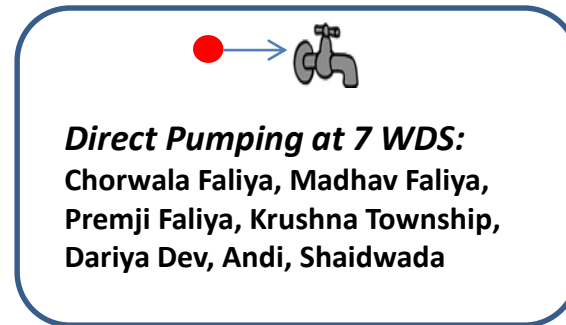 Direct Pumping at 7 WDS:
Chorwala Faliya, Madhav Faliya,
Premji Faliya, Krushna Township,
Dariya Dev, Andi, Shaidwada